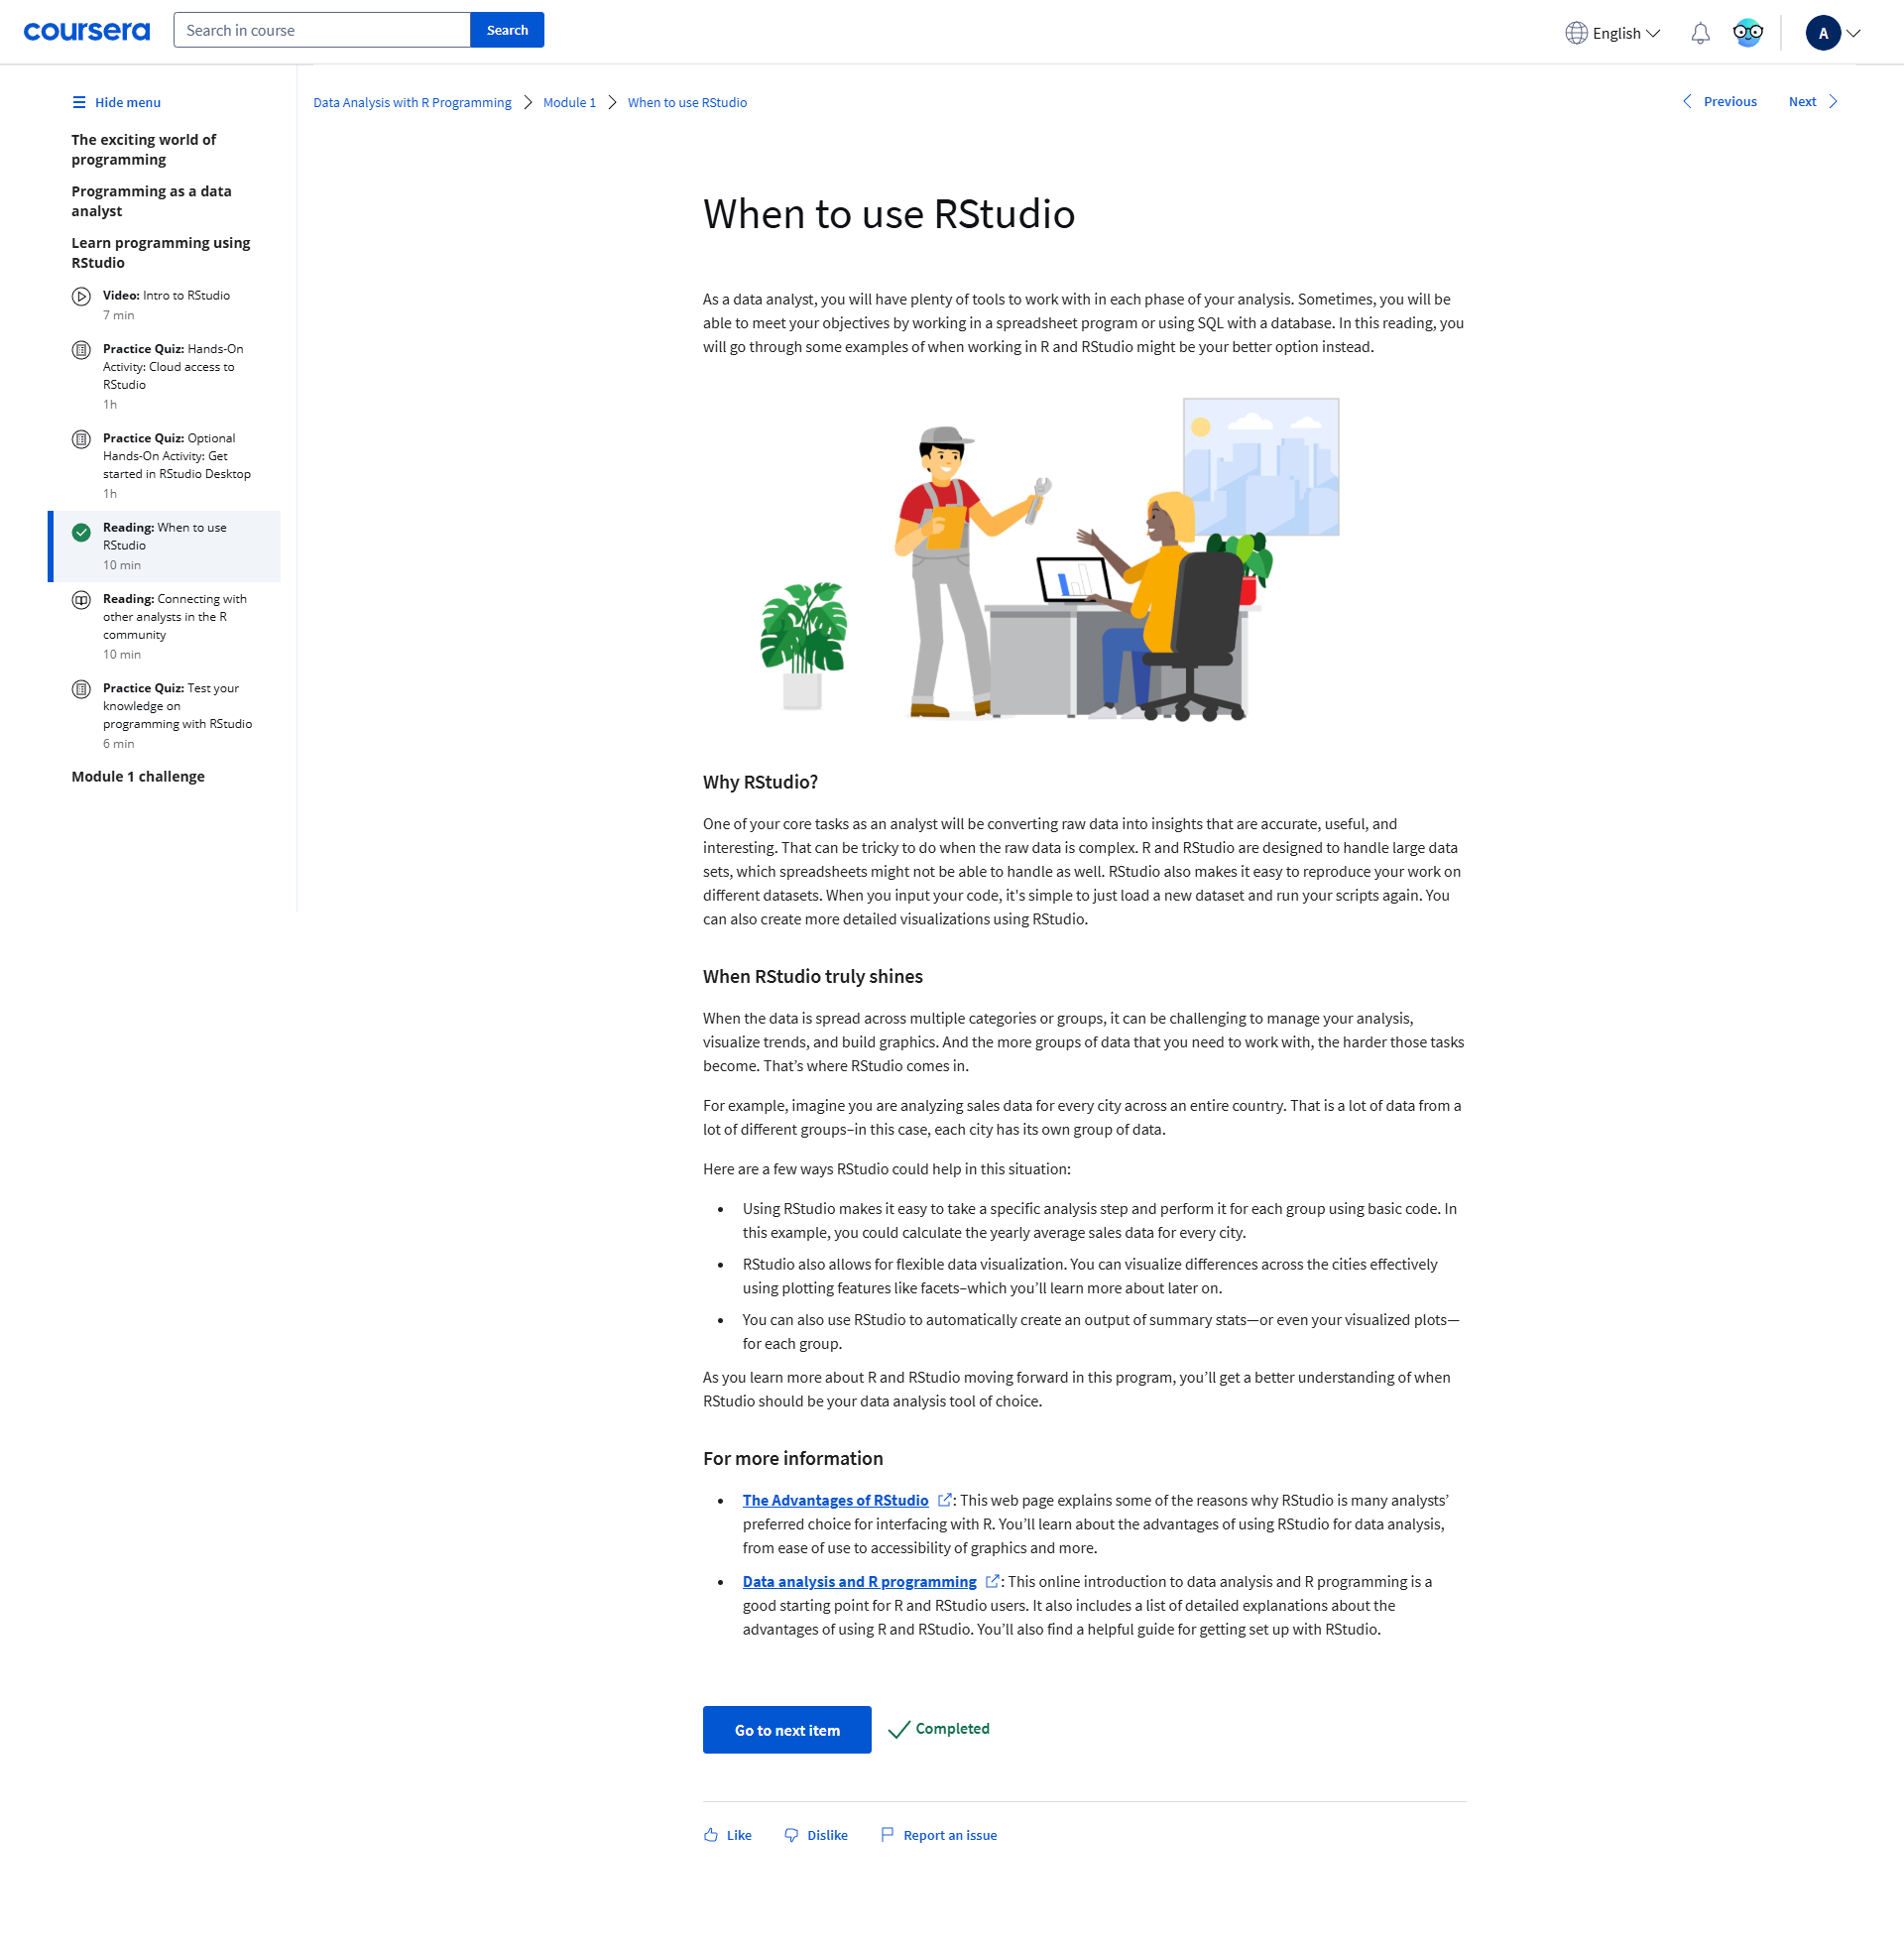 coursera
Search in course
Search
English
A
Hide menu
The exciting world of
programming
Programming as a data
analyst
Learn programming using
RStudio
Video: Intro to RStudio
7 min
Practice Quiz: Hands-On
Activity: Cloud access to
RStudio
1h
Practice Quiz: Optional
Hands-On Activity: Get
started in RStudio Desktop
1h
Reading: When to use
RStudio
10 min
Reading: Connecting with
other analysts in the R
community
10 min
Practice Quiz: Test your
knowledge on
programming with RStudio
6 min
Module 1 challenge
Data Analysis with R Programming
Module 1
When to use RStudio
Previous
Next
When to use RStudio
As a data analyst, you will have plenty of tools to work with in each phase of your analysis. Sometimes, you will be
able to meet your objectives by working in a spreadsheet program or using SQL with a database. In this reading, you
will go through some examples of when working in R and RStudio might be your better option instead.
Why RStudio?
One of your core tasks as an analyst will be converting raw data into insights that are accurate, useful, and
interesting. That can be tricky to do when the raw data is complex. R and RStudio are designed to handle large data
sets, which spreadsheets might not be able to handle as well. RStudio also makes it easy to reproduce your work on
different datasets. When you input your code, it's simple to just load a new dataset and run your scripts again. You
can also create more detailed visualizations using RStudio.
When RStudio truly shines
When the data is spread across multiple categories or groups, it can be challenging to manage your analysis,
visualize trends, and build graphics. And the more groups of data that you need to work with, the harder those tasks
become. That’s where RStudio comes in.
For example, imagine you are analyzing sales data for every city across an entire country. That is a lot of data from a
lot of different groups–in this case, each city has its own group of data.
Here are a few ways RStudio could help in this situation:
• Using RStudio makes it easy to take a specific analysis step and perform it for each group using basic code. In
this example, you could calculate the yearly average sales data for every city.
• RStudio also allows for flexible data visualization. You can visualize differences across the cities effectively
using plotting features like facets–which you’ll learn more about later on.
• You can also use RStudio to automatically create an output of summary stats—or even your visualized plots—
for each group.
As you learn more about R and RStudio moving forward in this program, you’ll get a better understanding of when
RStudio should be your data analysis tool of choice.
For more information
• The Advantages of RStudio : This web page explains some of the reasons why RStudio is many analysts’
preferred choice for interfacing with R. You’ll learn about the advantages of using RStudio for data analysis,
from ease of use to accessibility of graphics and more.
• Data analysis and R programming : This online introduction to data analysis and R programming is a
good starting point for R and RStudio users. It also includes a list of detailed explanations about the
advantages of using R and RStudio. You’ll also find a helpful guide for getting set up with RStudio.
Go to next item
Completed
Like
Dislike
Report an issue